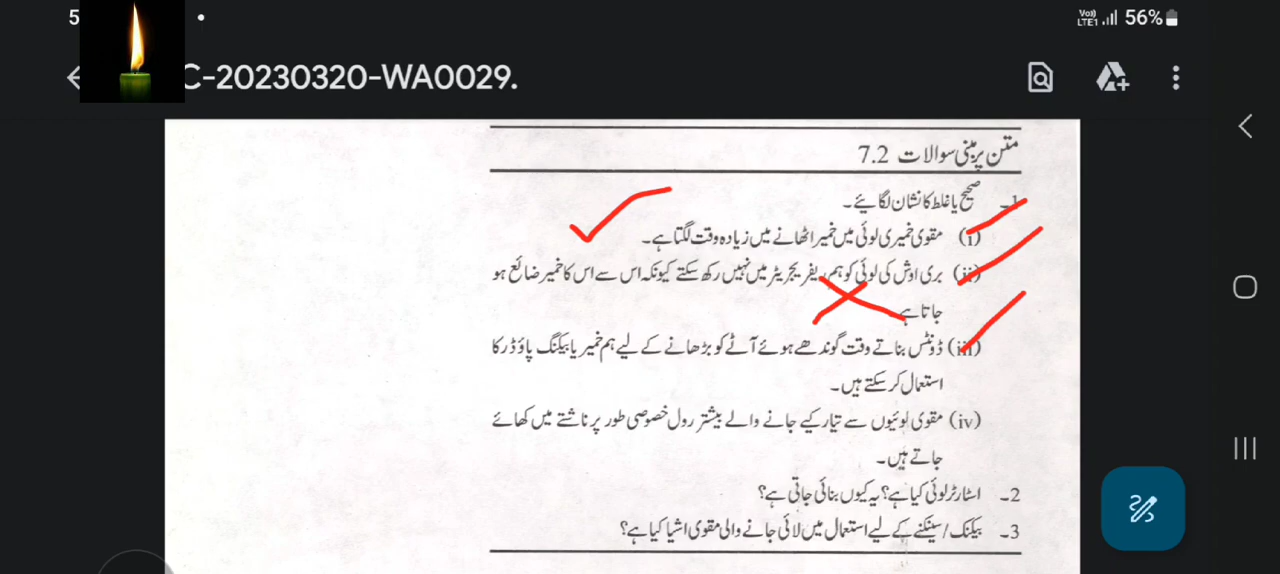 5
Vo))
LTE1
56%
C-20230320-WA0029.
متن پر مبنی سوالات 7.2
1۔ صحیح یا غلط کا نشان لگائیے۔
(i) مقوی خمیری لوئی میں خمیر اٹھانے میں زیادہ وقت لگتا ہے۔
(ii) بری اوش کی لوئی کو ہم ریفریجریٹر میں نہیں رکھ سکتے کیونکہ اس سے اس کا خمیر ضائع ہو
جاتا ہے
(iii) ڈونٹس بناتے وقت گوندھے ہوئے آٹے کو بڑھانے کے لیے ہم خمیر یا بیکنگ پاؤڈر کا
استعمال کر سکتے ہیں۔
(iv) مقوی لوئیوں سے تیار کیے جانے والے بیشتر رول خصوصی طور پر ناشتے میں کھائے
جاتے ہیں۔
2۔ اسٹارٹر لوئی کیا ہے؟ یہ کیوں بنائی جاتی ہے؟
3۔ بیکنگ/سینکنے کے لیے استعمال میں لائی جانے والی مقوی اشیا کیا ہے؟